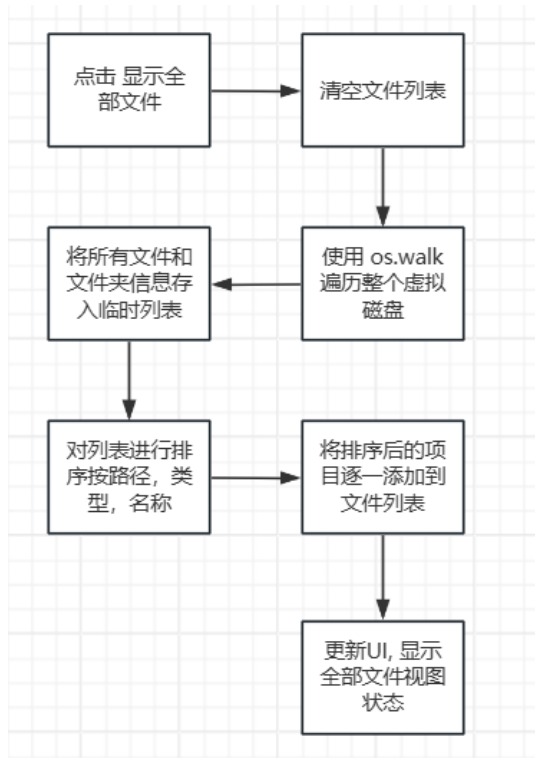 点击 显示全
部文件
清空文件列表
使用 os.walk
遍历整个虚拟
磁盘
将所有文件和
文件夹信息存
入临时列表
对列表进行排
序按路径，类
型，名称
将排序后的项
目逐一添加到
文件列表
更新UI, 显示
全部文件视图
状态